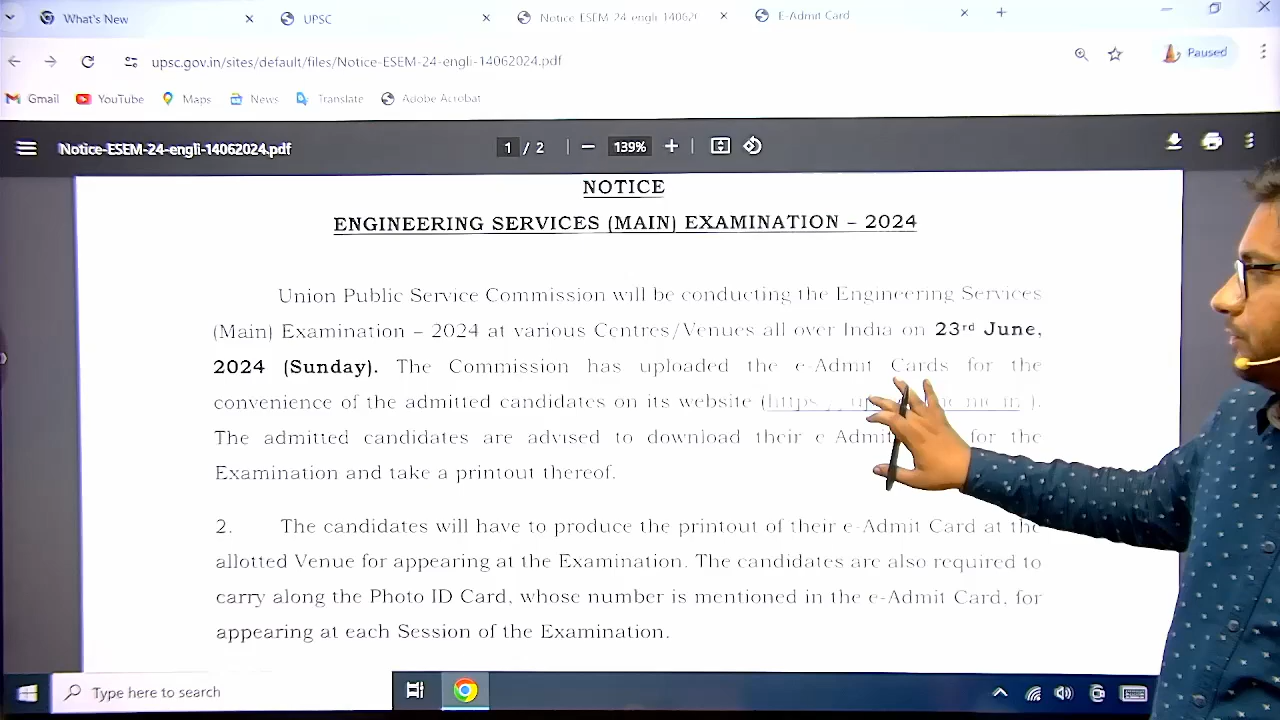 What's New
UPSC
Notice ESEM 24 engli 14062
E-Admit Card
upsc.gov.in/sites/default/files/Notice-ESEM-24-engli-14062024.pdf
Paused
Gmail
YouTube
Maps
News
Translate
Adobe Acrobat
Notice-ESEM-24-engli-14062024.pdf
1 / 2
139%
NOTICE
ENGINEERING SERVICES (MAIN) EXAMINATION – 2024
Union Public Service Commission will be conducting the Engineering Services
(Main) Examination – 2024 at various Centres/Venues all over India on 23rd June,
2024 (Sunday). The Commission has uploaded the e-Admit Cards for the
convenience of the admitted candidates on its website (https
The admitted candidates are advised to download their e Admit for the
Examination and take a printout thereof.
2. The candidates will have to produce the printout of their e-Admit Card at the
allotted Venue for appearing at the Examination. The candidates are also required to
carry along the Photo ID Card, whose number is mentioned in the e-Admit Card, for
appearing at each Session of the Examination.
Type here to search